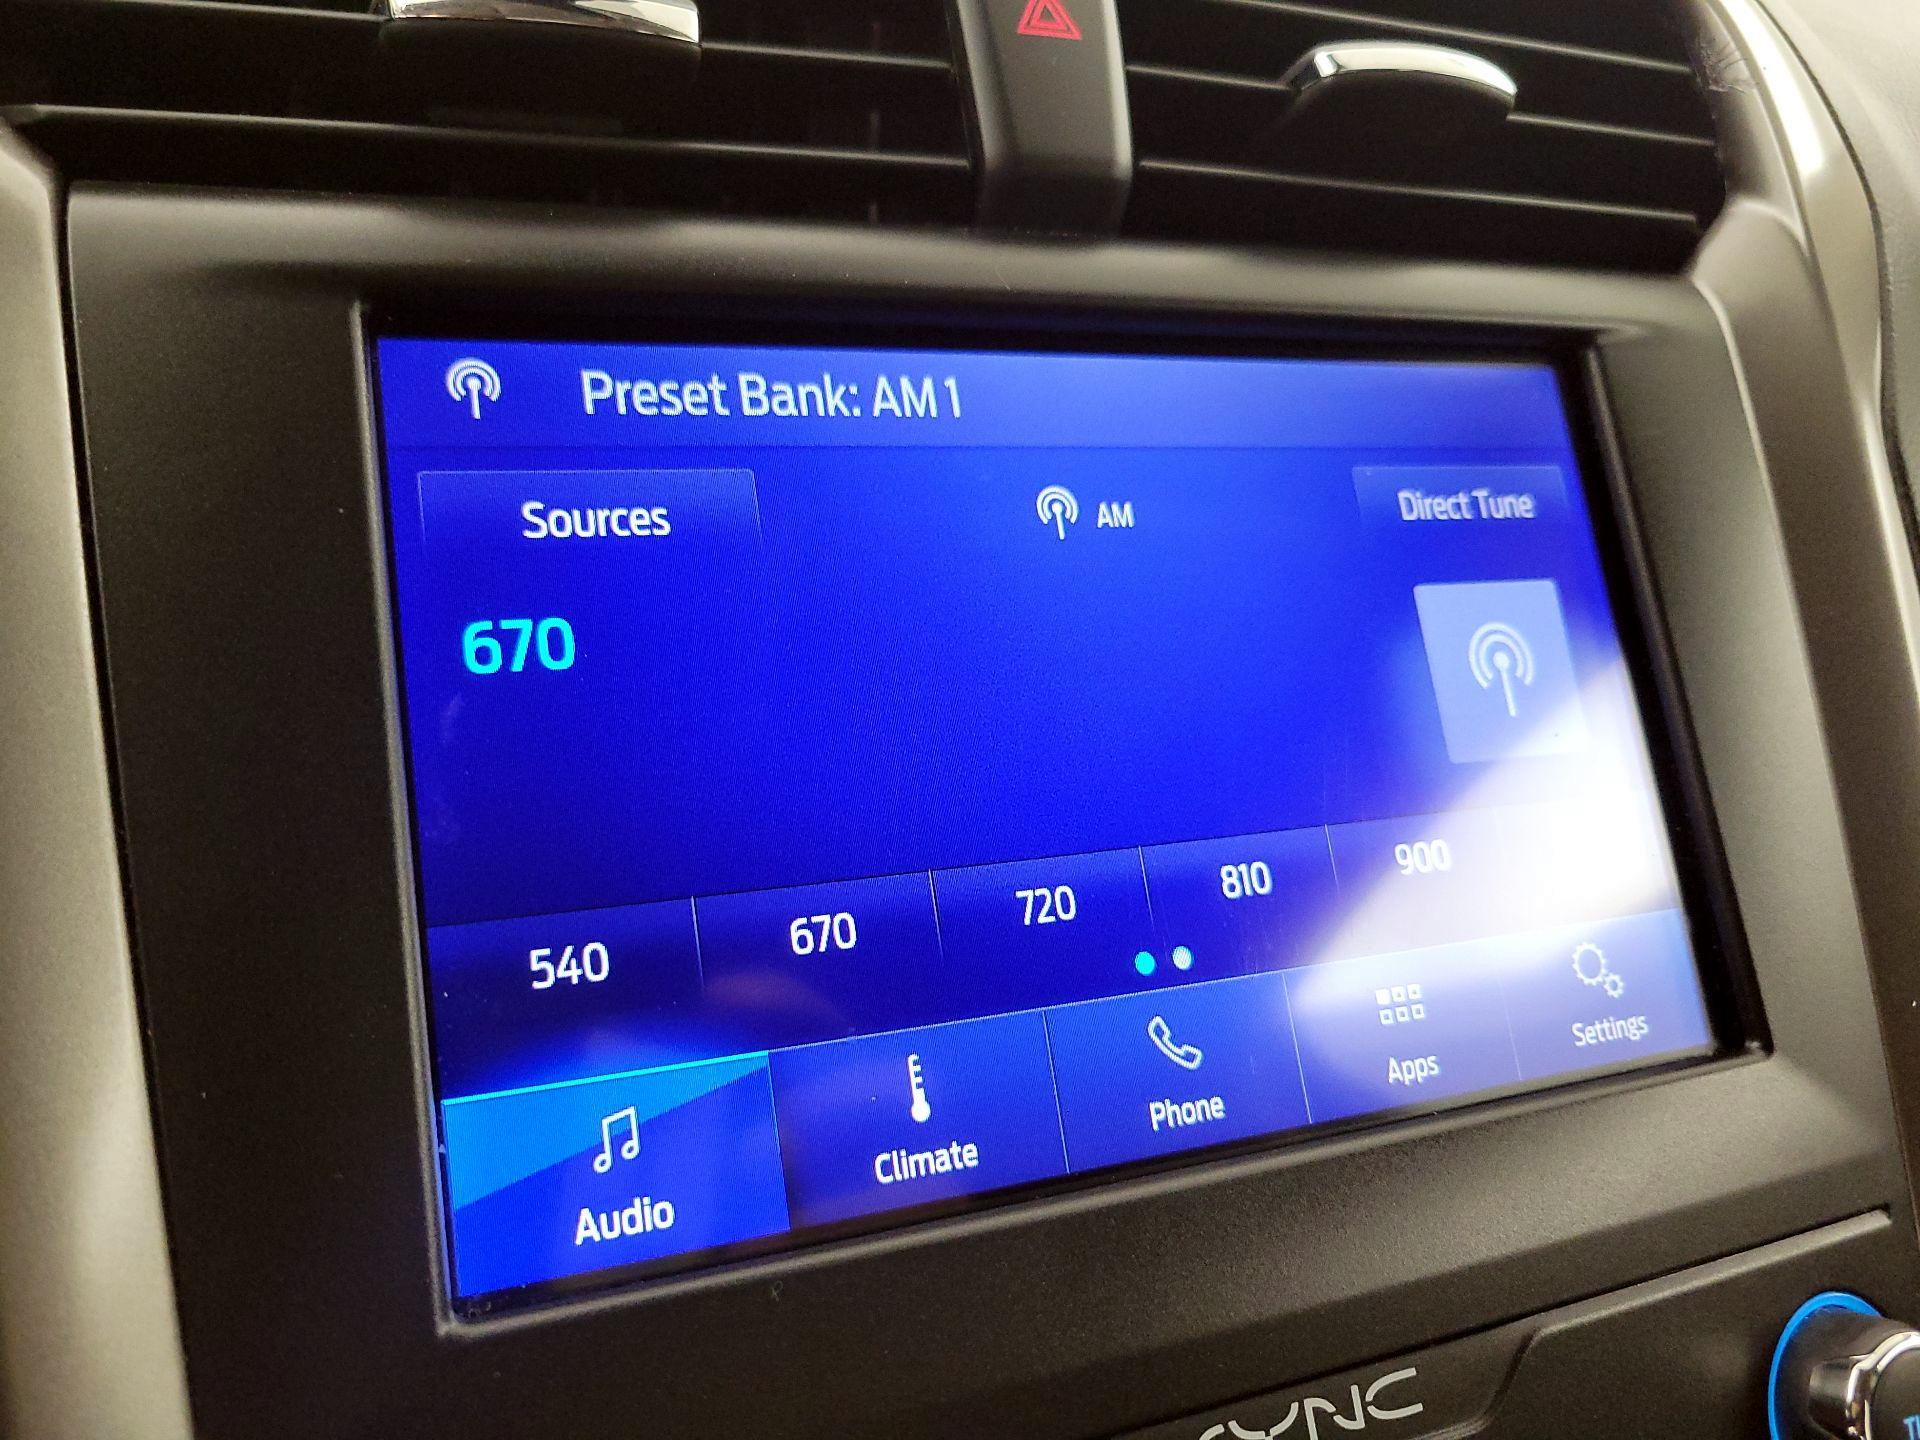 Preset Bank: AM 1
Sources
AM
Direct Tune
670
540
670
720
810
900
Audio
Climate
Phone
Apps
Settings
SYNC